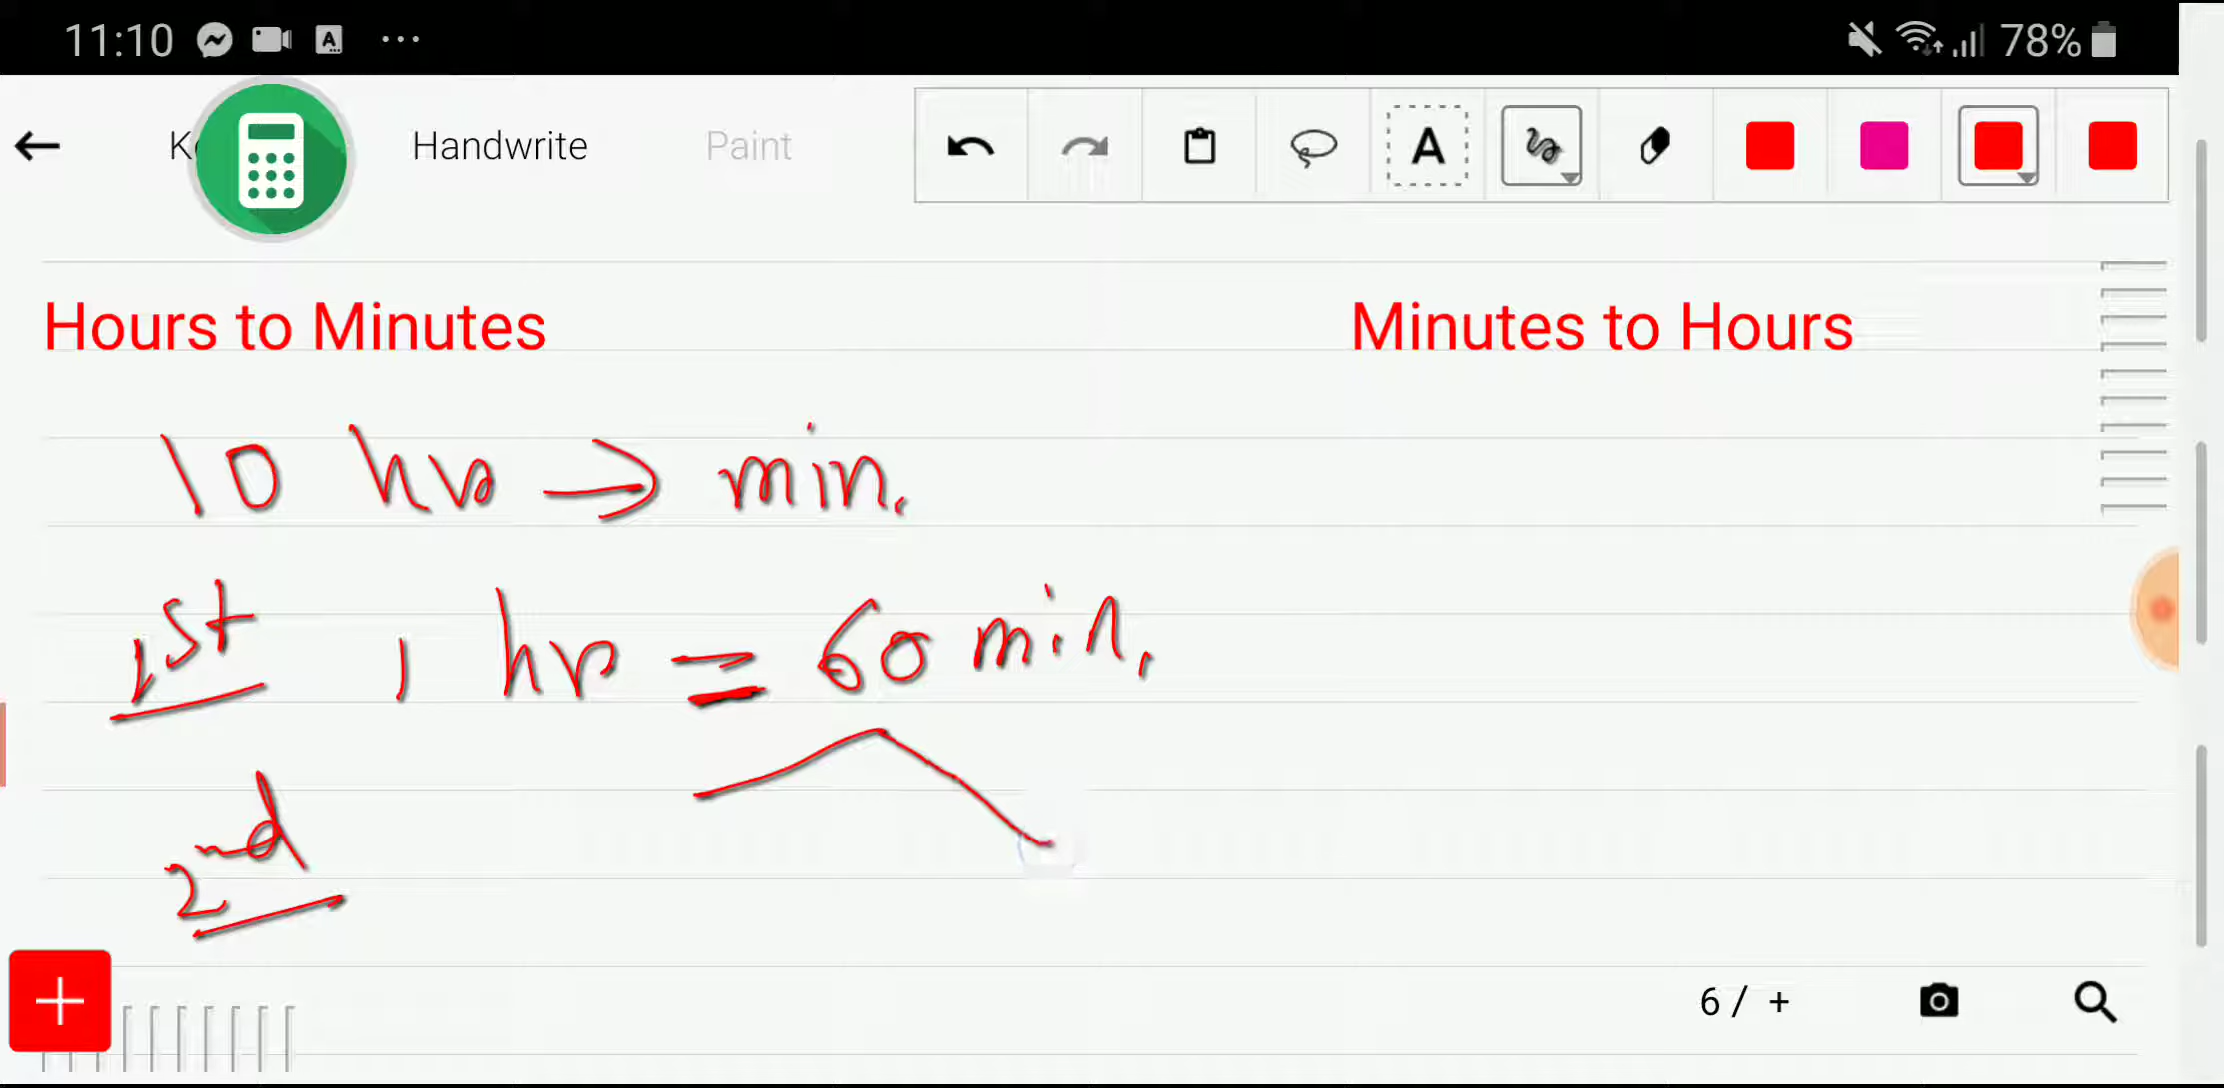 11:10 78%
Handwrite Paint A
Hours to Minutes Minutes to Hours
10 hrs → min.
1st 1 hr = 60 min.
2nd
6 / +